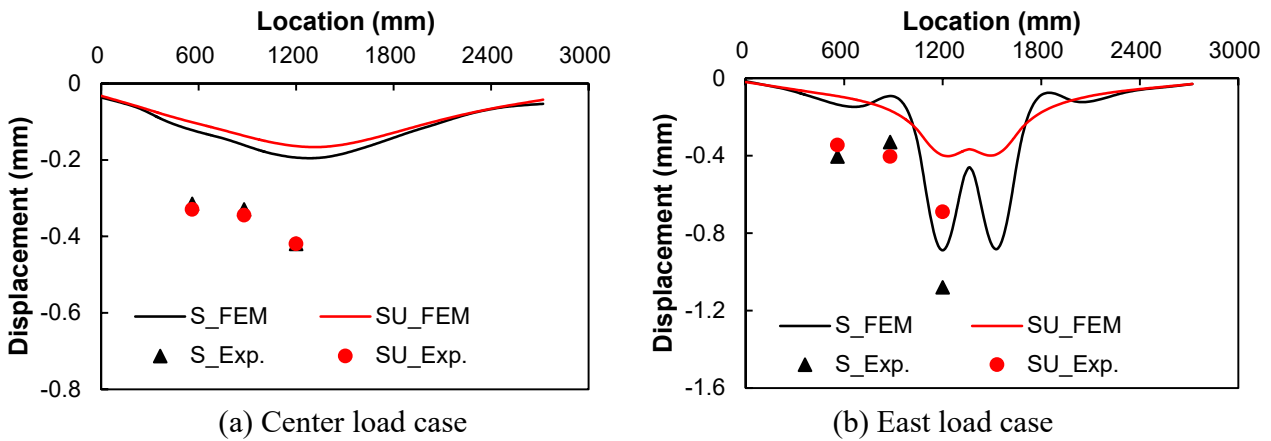 Location (mm)
0 600 1200 1800 2400 3000
0
-0.2
-0.4
-0.6
-0.8
Displacement (mm)
S_FEM SU_FEM
S_Exp. SU_Exp.
(a) Center load case
Location (mm)
0 600 1200 1800 2400 3000
0
-0.4
-0.8
-1.2
-1.6
Displacement (mm)
S_FEM SU_FEM
S_Exp. SU_Exp.
(b) East load case